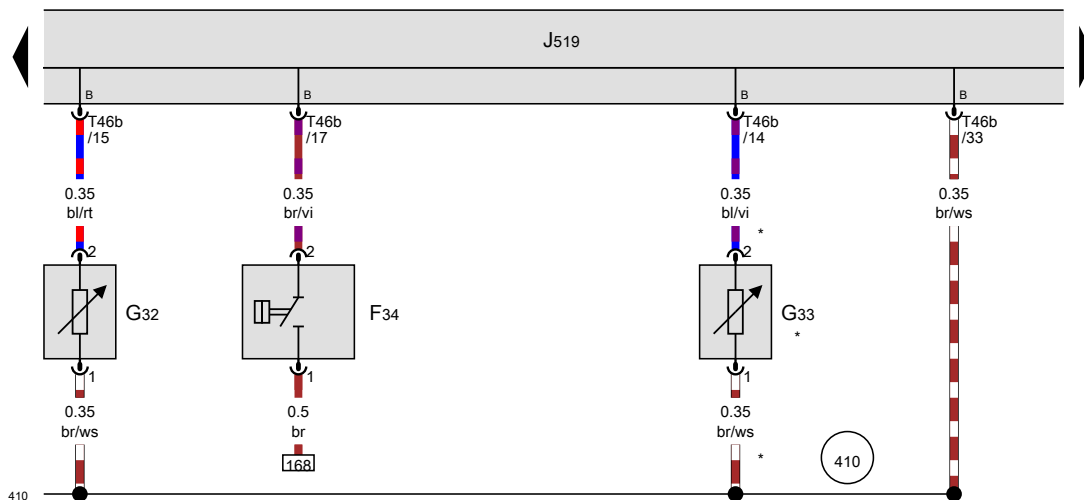 J519
B B B B
T46b T46b T46b T46b
/15 /17 /14 /33
0.35 0.35 0.35 0.35
bl/rt br/vi bl/vi br/ws
*
2 2 2
G32 F34 G33
*
1 1 1
0.35 0.5 0.35
br/ws br br/ws
168 * 410
410